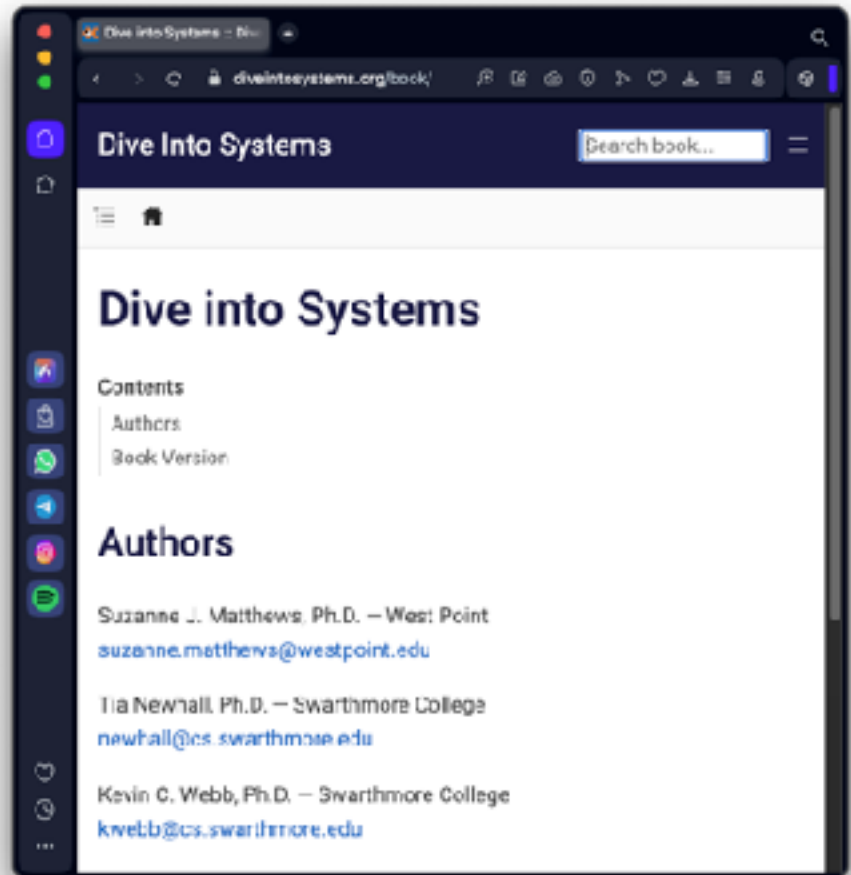 Dive into Systems :: Div
diveintosystems.org/book/
Dive Into Systems
Search book...
Dive into Systems
Contents
Authors
Book Version
Authors
Suzanne J. Matthews, Ph.D. — West Point
suzanne.matthews@westpoint.edu
Tia Newhall, Ph.D. — Swarthmore College
newhall@cs.swarthmore.edu
Kevin C. Webb, Ph.D. — Swarthmore College
kwebb@cs.swarthmore.edu